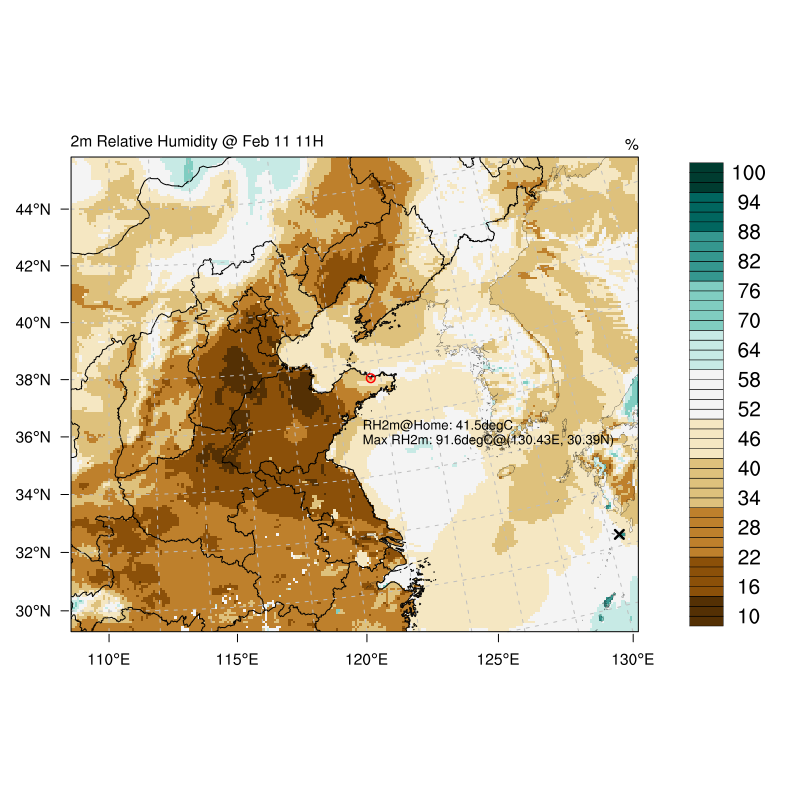 2m Relative Humidity @ Feb 11 11H
%
44°N
42°N
40°N
38°N
36°N
34°N
32°N
30°N
110°E
115°E
120°E
125°E
130°E
RH2m@Home: 41.5degC
Max RH2m: 91.6degC@(130.43E, 30.39N)
100
94
88
82
76
70
64
58
52
46
40
34
28
22
16
10